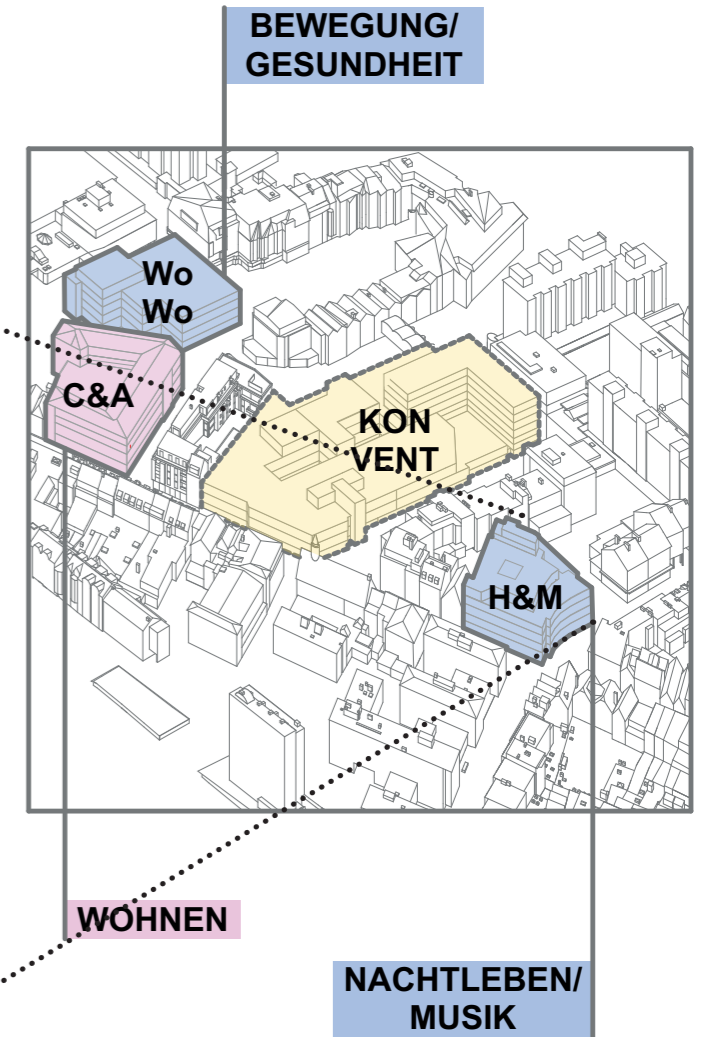 BEWEGUNG/
GESUNDHEIT
Wo
Wo
C&A
KON
VENT
H&M
WOHNEN
NACHTLEBEN/
MUSIK